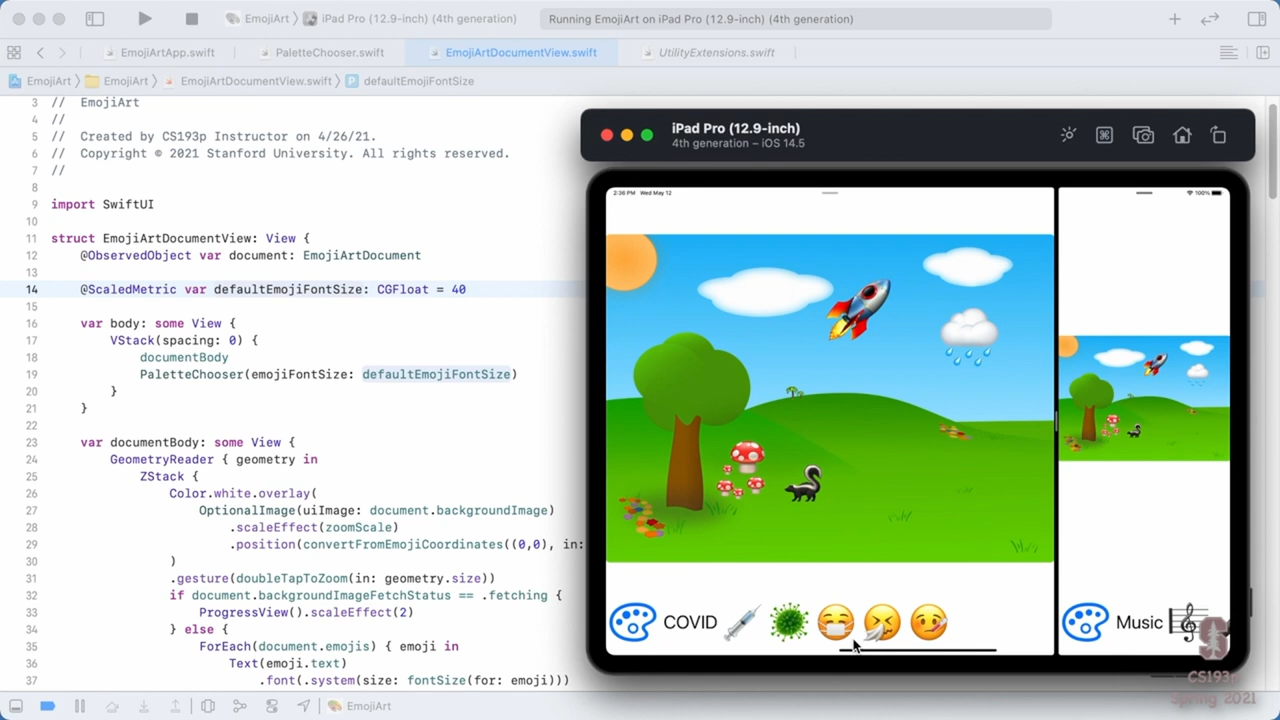 EmojiArt
iPad Pro (12.9-inch) (4th generation)
Running EmojiArt on iPad Pro (12.9-inch) (4th generation)
EmojiArtApp.swift
PaletteChooser.swift
EmojiArtDocumentView.swift
UtilityExtensions.swift
EmojiArt
EmojiArt
EmojiArtDocumentView.swift
P defaultEmojiFontSize
3 // EmojiArt
4 //
5 // Created by CS193p Instructor on 4/26/21.
6 // Copyright © 2021 Stanford University. All rights reserved.
7 //
8
9 import SwiftUI
10
11 struct EmojiArtDocumentView: View {
12 @ObservedObject var document: EmojiArtDocument
13
14 @ScaledMetric var defaultEmojiFontSize: CGFloat = 40
15
16 var body: some View {
17 VStack(spacing: 0) {
18 documentBody
19 PaletteChooser(emojiFontSize: defaultEmojiFontSize)
20 }
21 }
22
23 var documentBody: some View {
24 GeometryReader { geometry in
25 ZStack {
26 Color.white.overlay(
27 OptionalImage(uiImage: document.backgroundImage)
28 .scaleEffect(zoomScale)
29 .position(convertFromEmojiCoordinates((0,0), in:
30 )
31 .gesture(doubleTapToZoom(in: geometry.size))
32 if document.backgroundImageFetchStatus == .fetching {
33 ProgressView().scaleEffect(2)
34 } else {
35 ForEach(document.emojis) { emoji in
36 Text(emoji.text)
37 .font(.system(size: fontSize(for: emoji)))
iPad Pro (12.9-inch)
4th generation – iOS 14.5
2:36 PM Wed May 12
100%
COVID
Music
CS193p
Spring 2021
EmojiArt